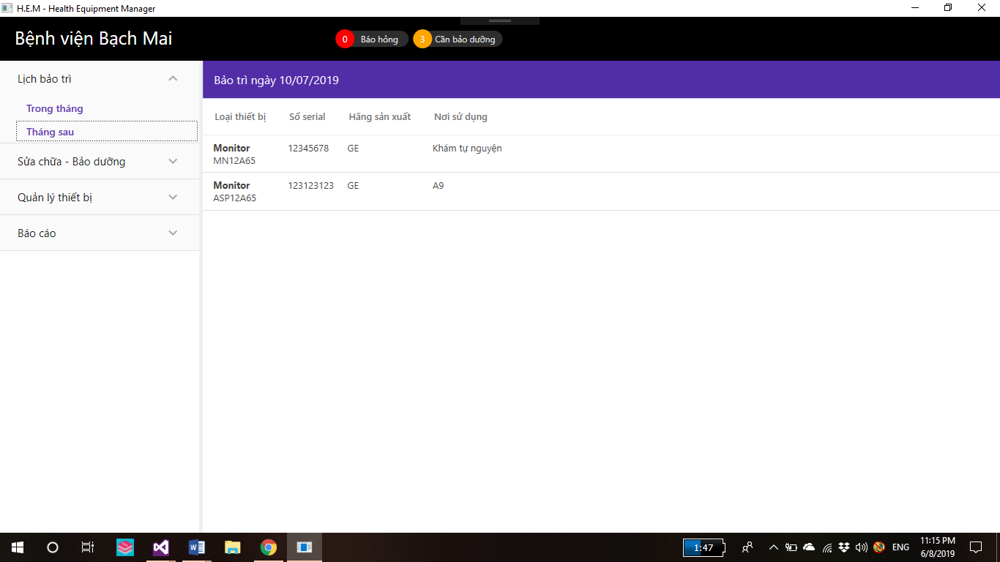 H.E.M - Health Equipment Manager
Bệnh viện Bạch Mai
0 Báo hỏng 3 Cần bảo dưỡng
Lịch bảo trì
Trong tháng
Tháng sau
Sửa chữa - Bảo dưỡng
Quản lý thiết bị
Báo cáo
Bảo trì ngày 10/07/2019
Loại thiết bị Số serial Hãng sản xuất Nơi sử dụng
Monitor 12345678 GE Khám tự nguyện
MN12A65
Monitor 123123123 GE A9
ASP12A65
1:47 ENG 11:15 PM
6/8/2019